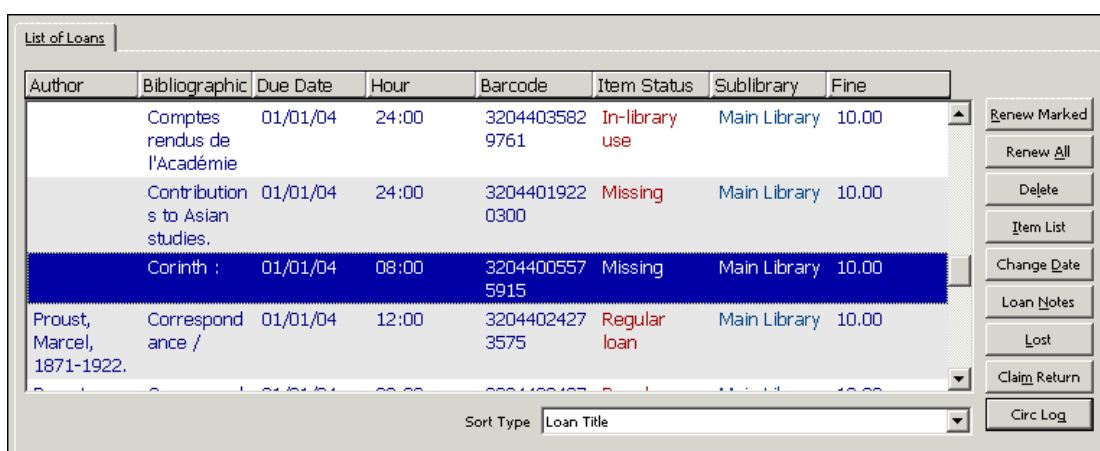 List of Loans
Author Bibliographic Due Date Hour Barcode Item Status Sublibrary Fine
Comptes 01/01/04 24:00 3204403582 In-library Main Library 10.00
rendus de 9761 use
l'Académie
Contribution 01/01/04 24:00 3204401922 Missing Main Library 10.00
s to Asian 0300
studies.
Corinth : 01/01/04 08:00 3204400557 Missing Main Library 10.00
5915
Proust, Correspond 01/01/04 12:00 3204402427 Regular Main Library 10.00
Marcel, ance / 3575 loan
1871-1922.
Renew Marked
Renew All
Delete
Item List
Change Date
Loan Notes
Lost
Claim Return
Circ Log
Sort Type Loan Title